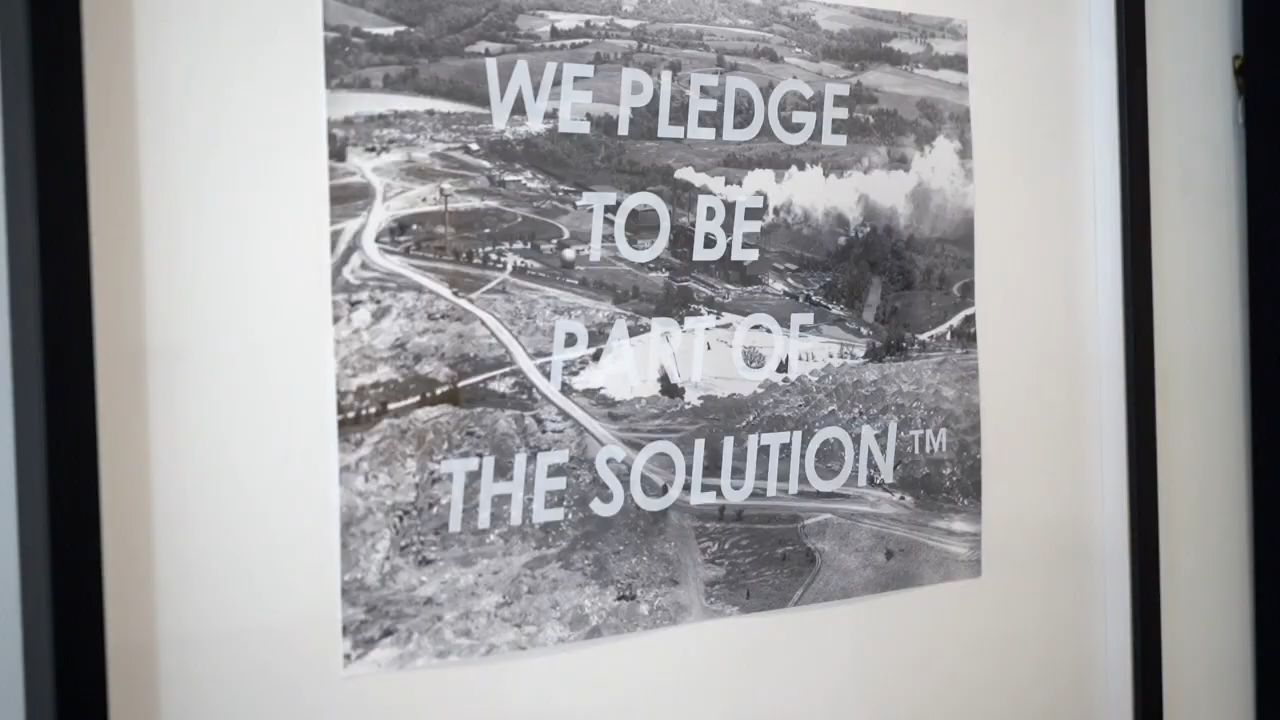 WE PLEDGE
TO BE
PART OF
THE SOLUTION™